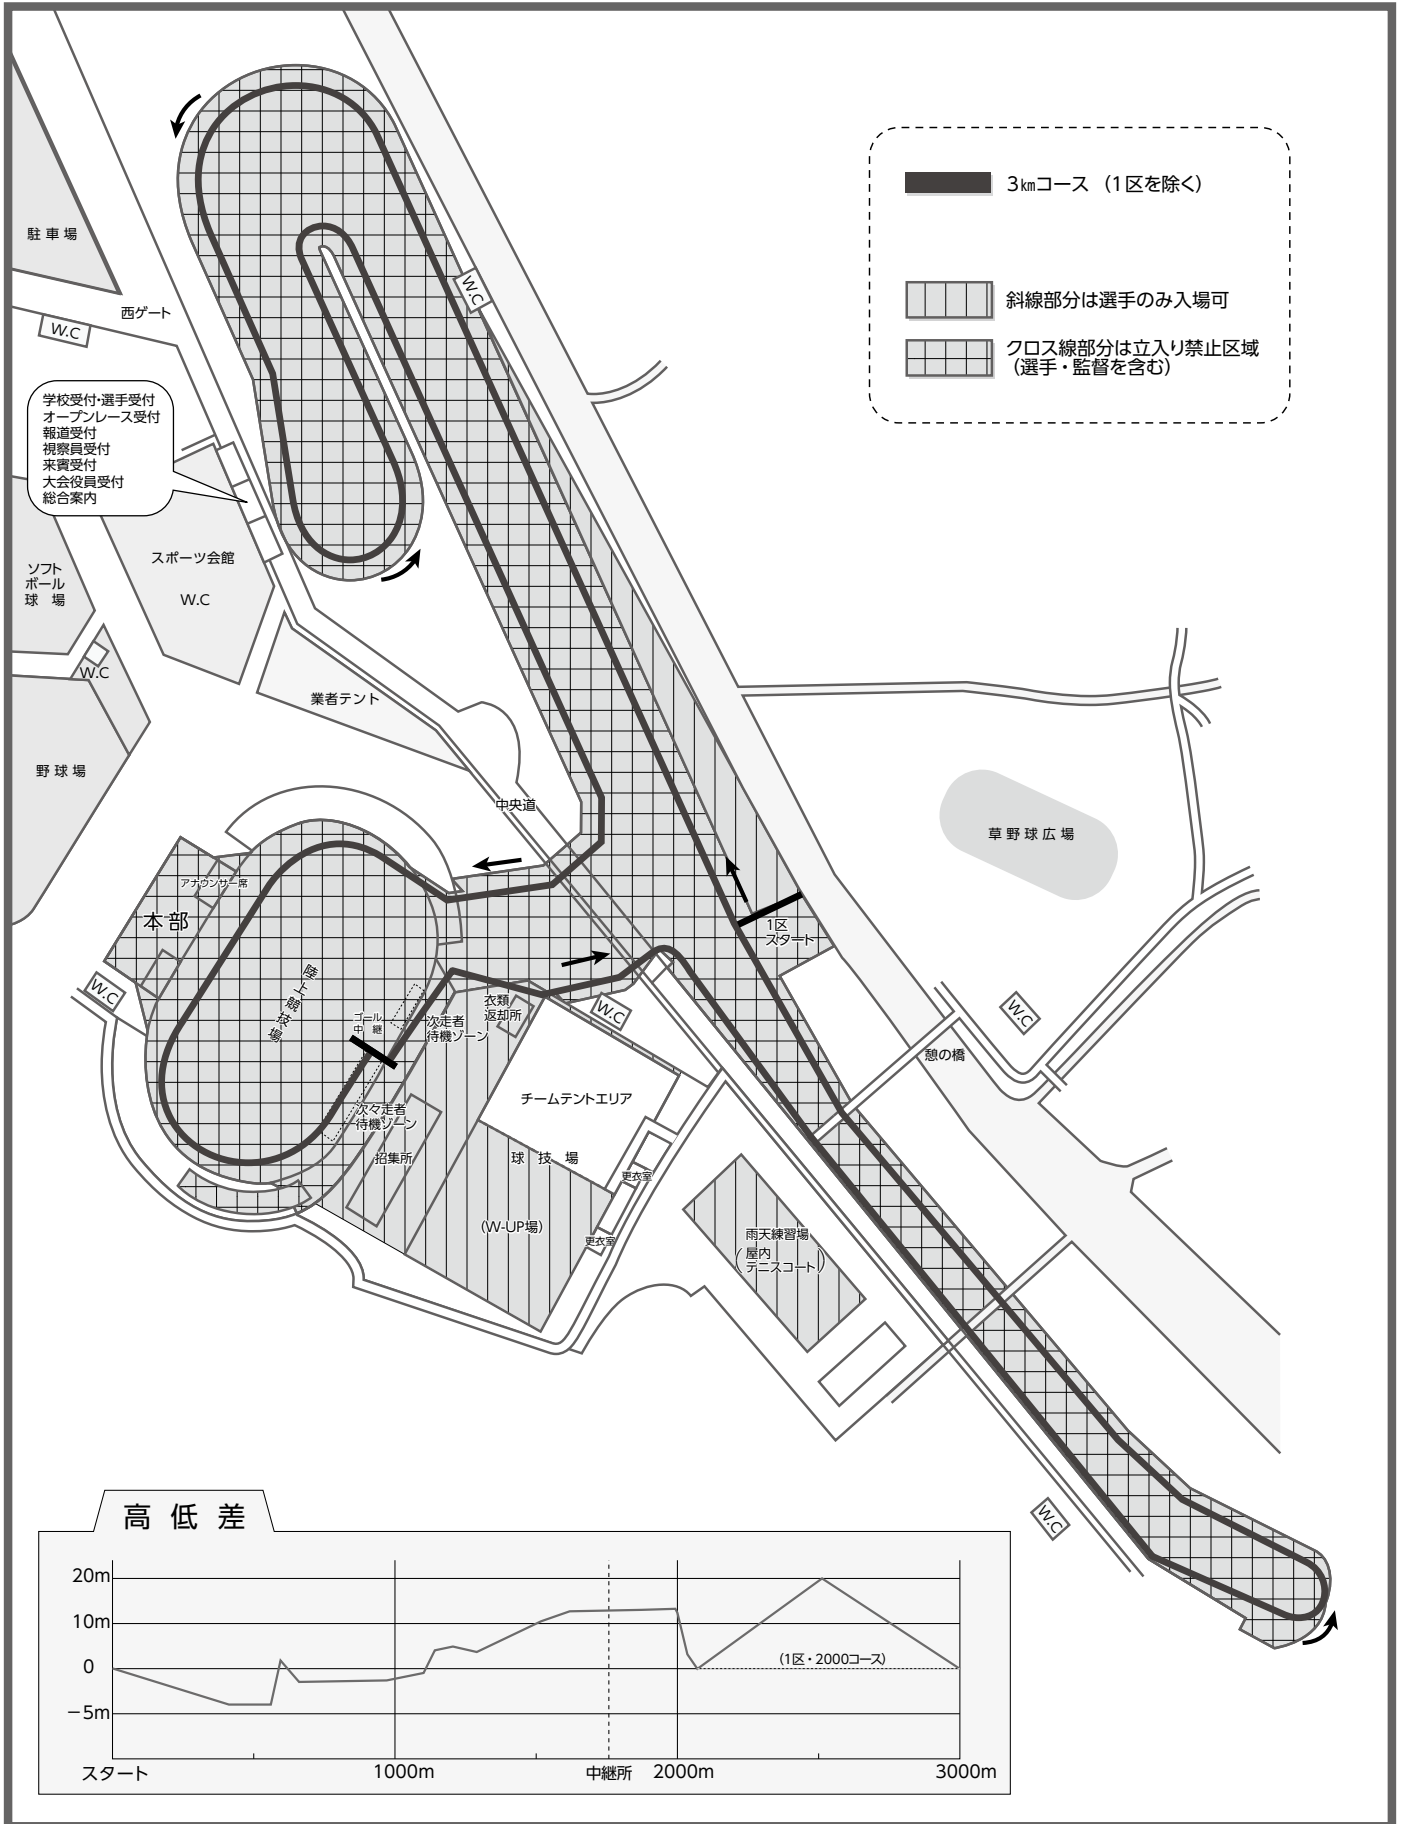 3㎞コース （1区を除く）
斜線部分は選手のみ入場可
クロス線部分は立入り禁止区域
（選手・監督を含む）
駐車場
西ゲート
W.C
W.C
学校受付・選手受付
オープンレース受付
報道受付
視察員受付
来賓受付
大会役員受付
総合案内
スポーツ会館
W.C
ソフト
ボール
球 場
W.C
業者テント
野球場
中央道
草野球広場
アナウンサー席
本部
1区
スタート
W.C
陸上競技場
ゴール
中 継
次走者
待機ゾーン
衣類
返却所
W.C
W.C
憩の橋
次々走者
待機ゾーン
チームテントエリア
招集所
球 技 場
更衣室
(W-UP場)
更衣室
雨天練習場
（屋内
テニスコート）
W.C
高 低 差
20m
10m
0
－5m
（1区・2000コース）
スタート
1000m
中継所
2000m
3000m